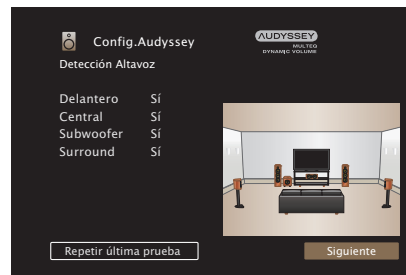 Config.Audyssey
AUDYSSEY
MULTEQ
DYNAMIC VOLUME
Detección Altavoz
Delantero Sí
Central Sí
Subwoofer Sí
Surround Sí
Repetir última prueba
Siguiente